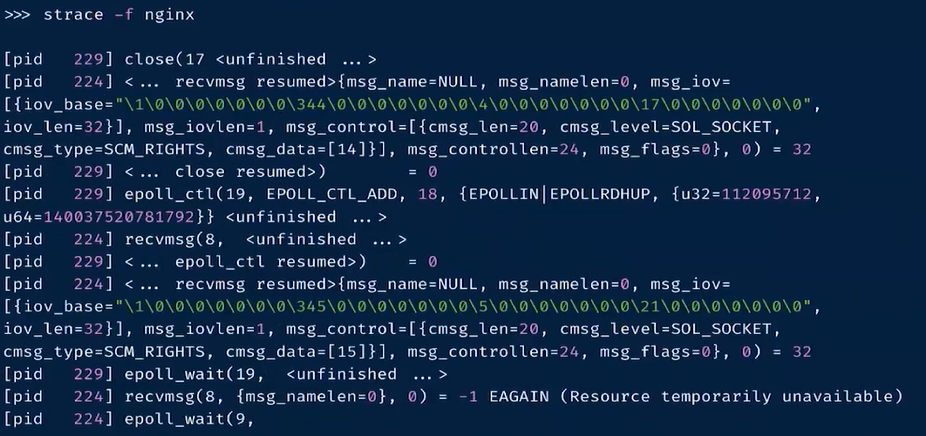 >>> strace -f nginx
[pid   229] close(17 <unfinished ...>
[pid   224] <... recvmsg resumed>{msg_name=NULL, msg_namelen=0, msg_iov=
[{iov_base="\1\0\0\0\0\0\0\0\344\0\0\0\0\0\0\0\4\0\0\0\0\0\0\0\17\0\0\0\0\0\0\0",
iov_len=32}], msg_iovlen=1, msg_control=[{cmsg_len=20, cmsg_level=SOL_SOCKET,
cmsg_type=SCM_RIGHTS, cmsg_data=[14]}], msg_controllen=24, msg_flags=0}, 0) = 32
[pid   229] <... close resumed>)        = 0
[pid   229] epoll_ctl(19, EPOLL_CTL_ADD, 18, {EPOLLIN|EPOLLRDHUP, {u32=112095712,
u64=140037520781792}} <unfinished ...>
[pid   224] recvmsg(8,  <unfinished ...>
[pid   229] <... epoll_ctl resumed>)    = 0
[pid   224] <... recvmsg resumed>{msg_name=NULL, msg_namelen=0, msg_iov=
[{iov_base="\1\0\0\0\0\0\0\0\345\0\0\0\0\0\0\0\5\0\0\0\0\0\0\0\21\0\0\0\0\0\0\0",
iov_len=32}], msg_iovlen=1, msg_control=[{cmsg_len=20, cmsg_level=SOL_SOCKET,
cmsg_type=SCM_RIGHTS, cmsg_data=[15]}], msg_controllen=24, msg_flags=0}, 0) = 32
[pid   229] epoll_wait(19,  <unfinished ...>
[pid   224] recvmsg(8, {msg_namelen=0}, 0) = -1 EAGAIN (Resource temporarily unavailable)
[pid   224] epoll_wait(9,